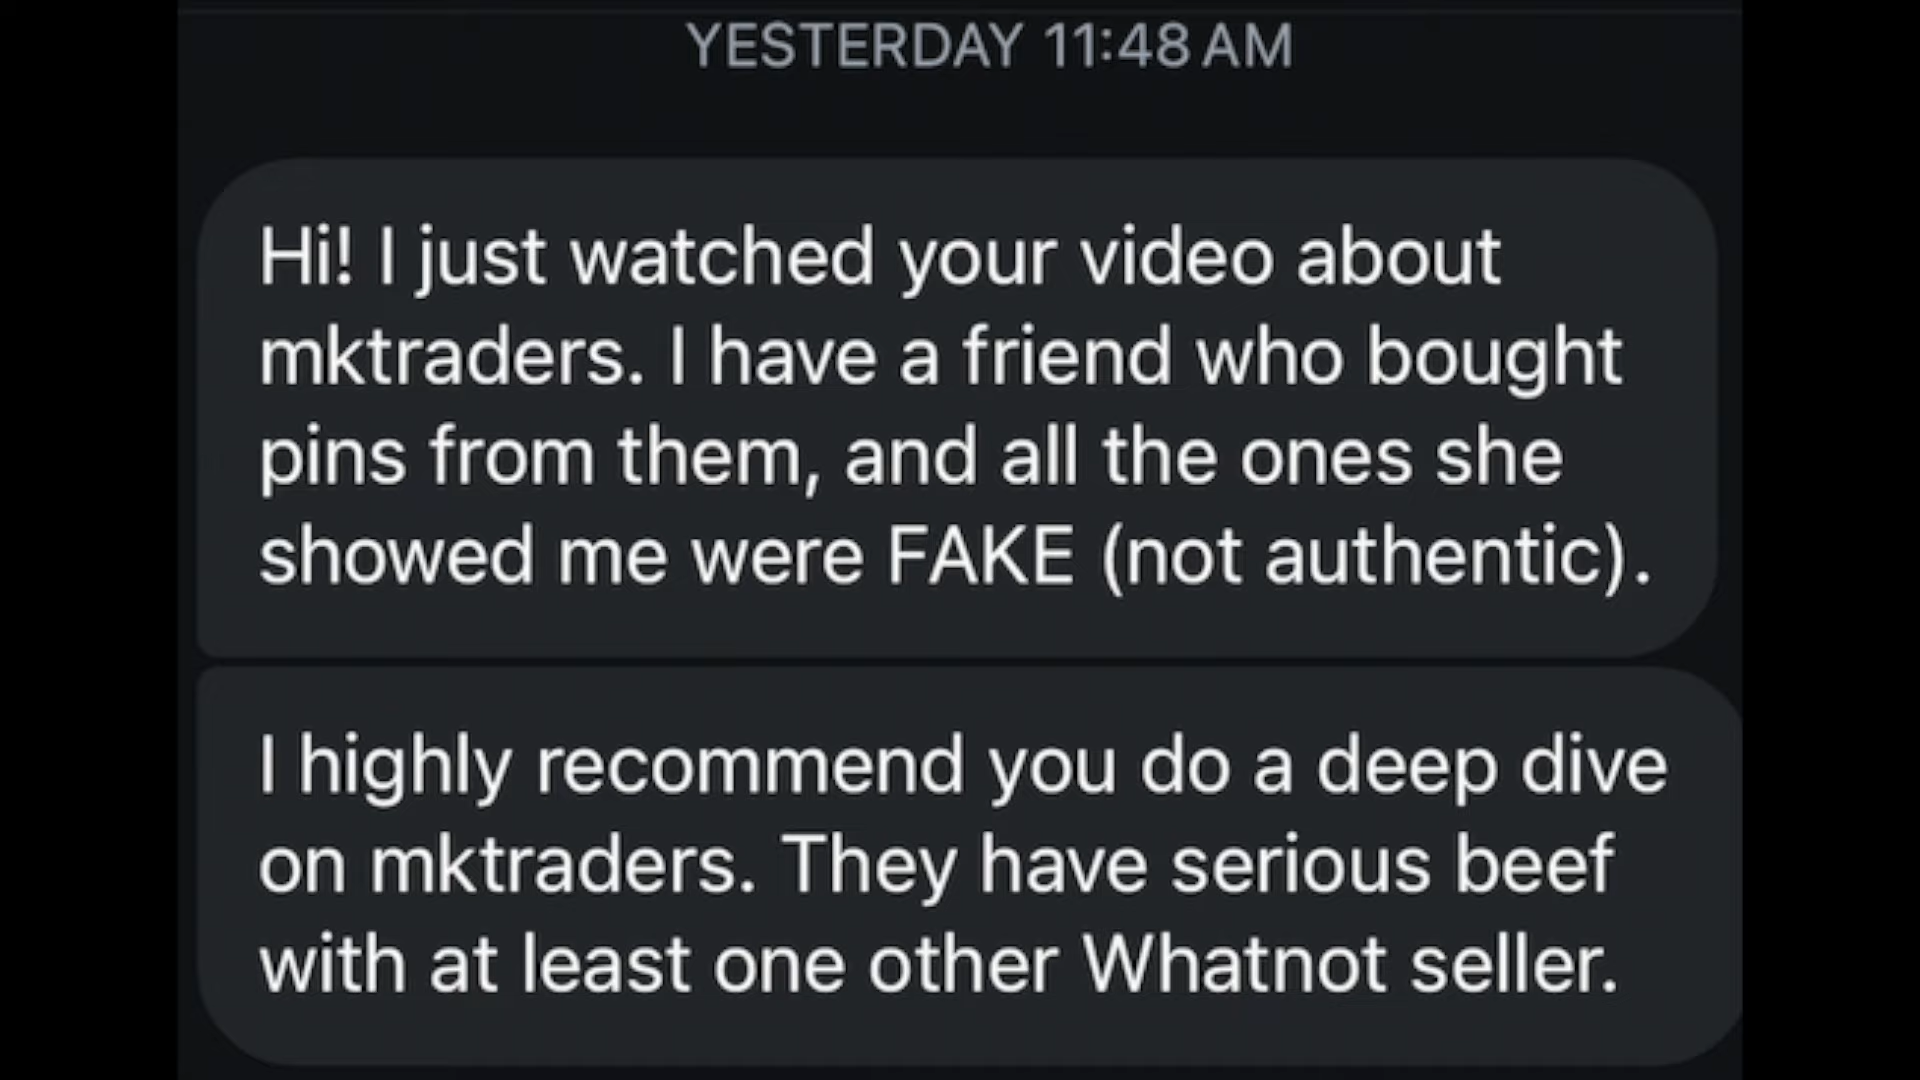 YESTERDAY 11:48 AM
Hi! I just watched your video about
mktraders. I have a friend who bought
pins from them, and all the ones she
showed me were FAKE (not authentic).
I highly recommend you do a deep dive
on mktraders. They have serious beef
with at least one other Whatnot seller.